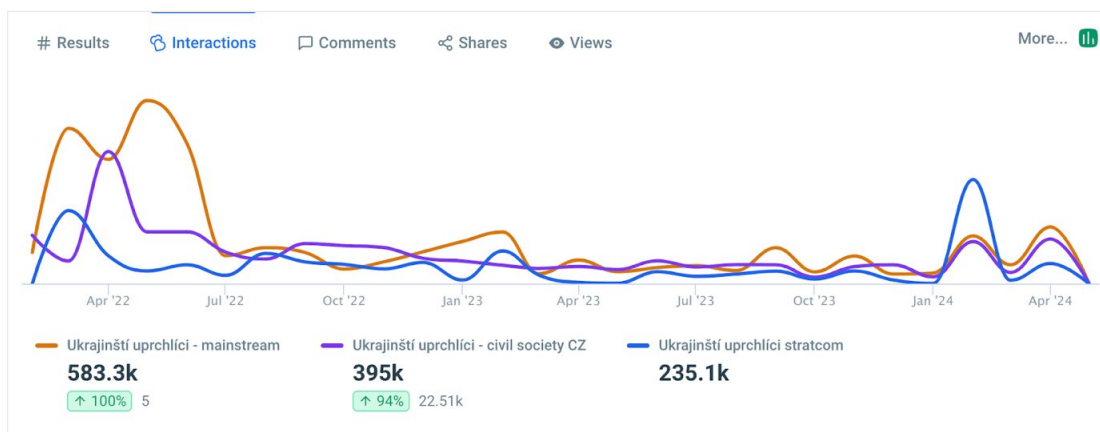 # Results Interactions Comments Shares Views More...
Apr '22 Jul '22 Oct '22 Jan '23 Apr '23 Jul '23 Oct '23 Jan '24 Apr '24
Ukrajinští uprchlíci - mainstream Ukrajinští uprchlíci - civil society CZ Ukrajinští uprchlíci stratcom
583.3k 395k 235.1k
↑ 100% 5 ↑ 94% 22.51k